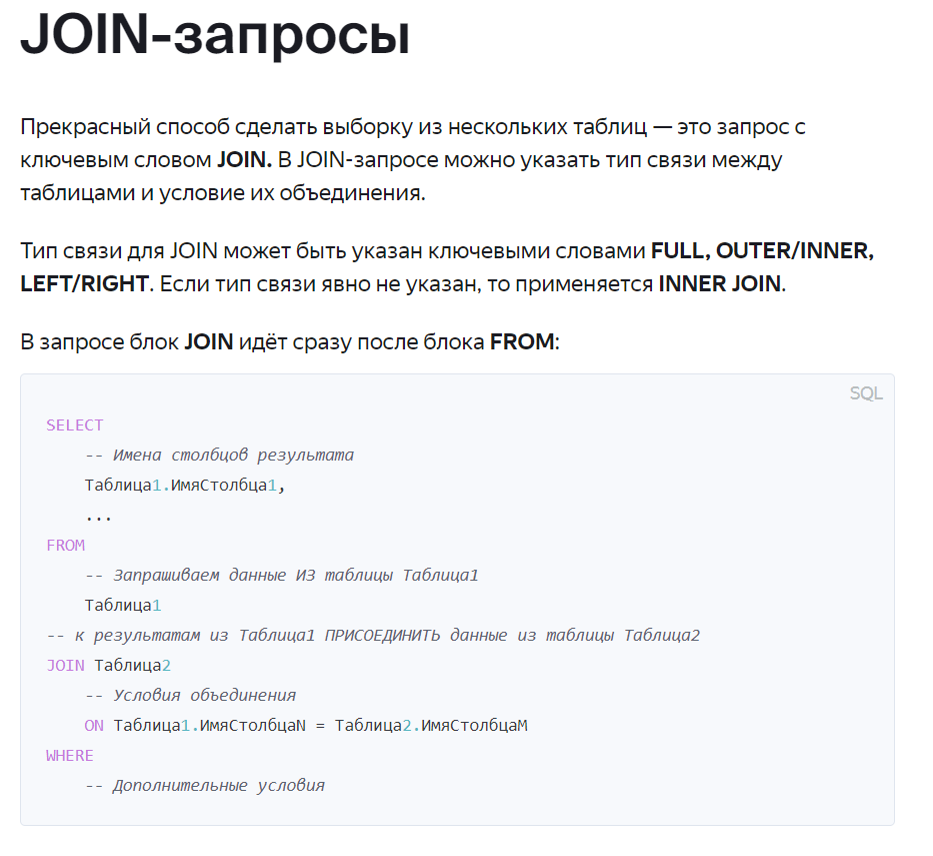 JOIN-запросы
Прекрасный способ сделать выборку из нескольких таблиц — это запрос с
ключевым словом JOIN. В JOIN-запросе можно указать тип связи между
таблицами и условие их объединения.
Тип связи для JOIN может быть указан ключевыми словами FULL, OUTER/INNER,
LEFT/RIGHT. Если тип связи явно не указан, то применяется INNER JOIN.
В запросе блок JOIN идёт сразу после блока FROM:
SQL
SELECT
    -- Имена столбцов результата
    Таблица1.ИмяСтолбца1,
    ...
FROM
    -- Запрашиваем данные ИЗ таблицы Таблица1
    Таблица1
-- к результатам из Таблица1 ПРИСОЕДИНИТЬ данные из таблицы Таблица2
JOIN Таблица2
    -- Условия объединения
    ON Таблица1.ИмяСтолбцаN = Таблица2.ИмяСтолбцаM
WHERE
    -- Дополнительные условия